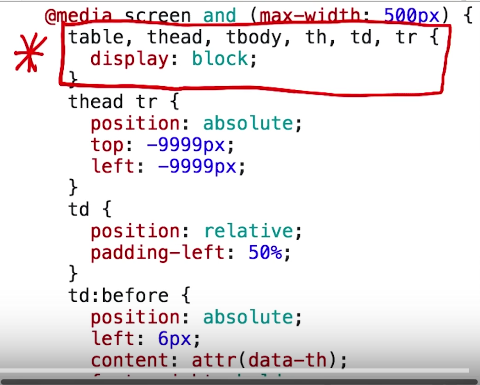 @media screen and (max-width: 500px) {
table, thead, tbody, th, td, tr {
display: block;
}
thead tr {
position: absolute;
top: -9999px;
left: -9999px;
}
td {
position: relative;
padding-left: 50%;
}
td:before {
position: absolute;
left: 6px;
content: attr(data-th);